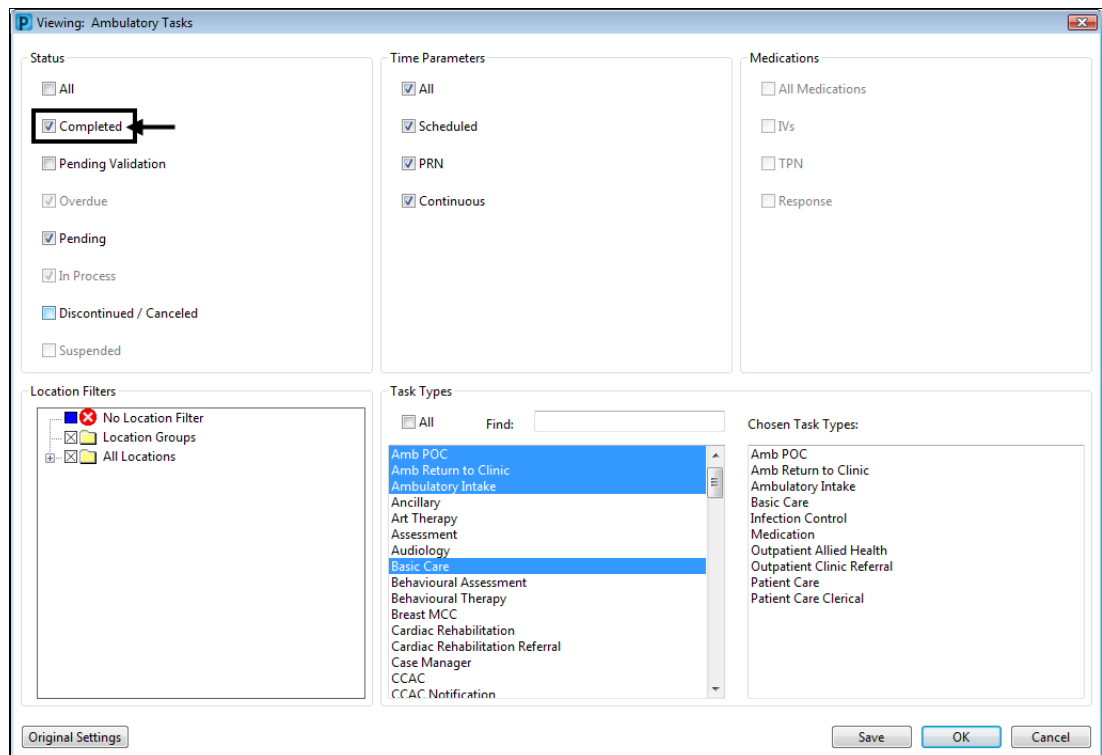 Viewing: Ambulatory Tasks
Status
All
Completed
Pending Validation
Overdue
Pending
In Process
Discontinued / Canceled
Suspended
Time Parameters
All
Scheduled
PRN
Continuous
Medications
All Medications
IVs
TPN
Response
Location Filters
No Location Filter
Location Groups
All Locations
Task Types
All Find:
Amb POC
Amb Return to Clinic
Ambulatory Intake
Ancillary
Art Therapy
Assessment
Audiology
Basic Care
Behavioural Assessment
Behavioural Therapy
Breast MCC
Cardiac Rehabilitation
Cardiac Rehabilitation Referral
Case Manager
CCAC
CCAC Notification
Chosen Task Types:
Amb POC
Amb Return to Clinic
Ambulatory Intake
Basic Care
Infection Control
Medication
Outpatient Allied Health
Outpatient Clinic Referral
Patient Care
Patient Care Clerical
Original Settings
Save
OK
Cancel